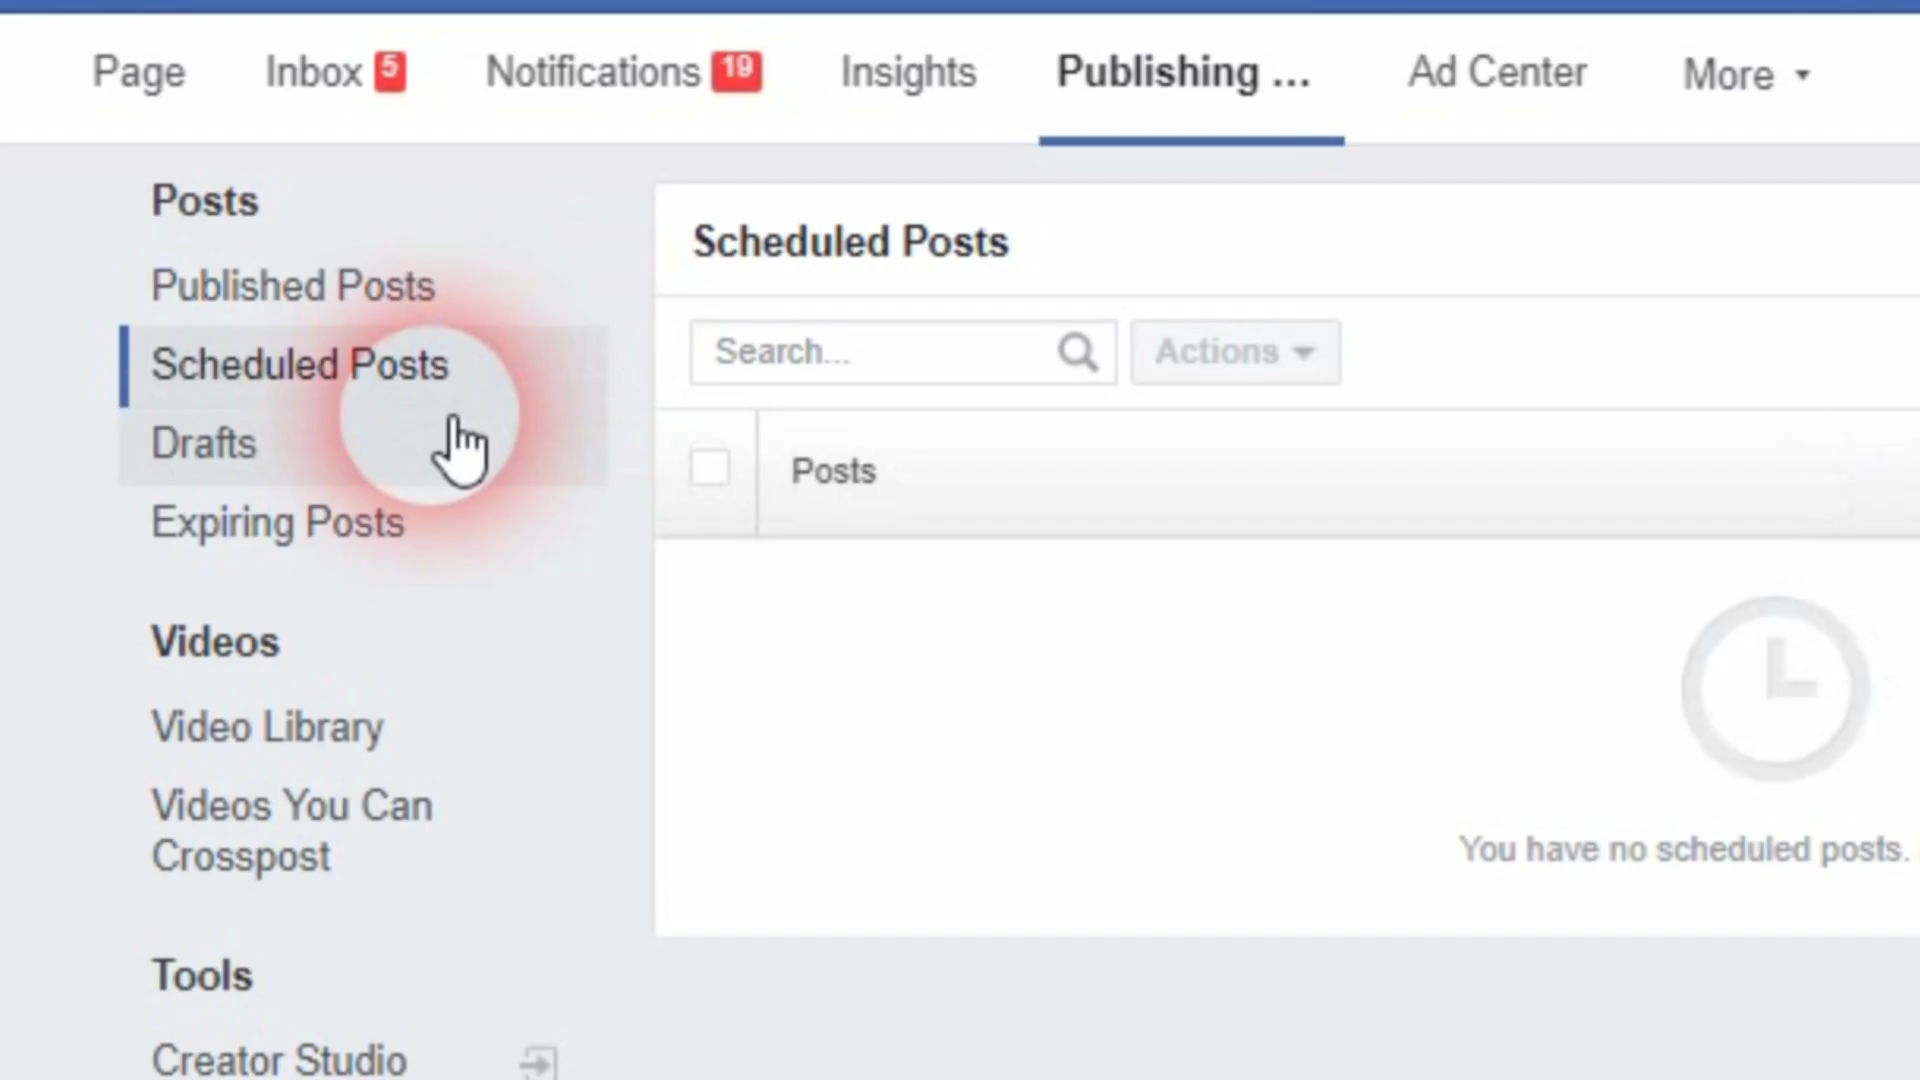 Page Inbox 5 Notifications 19 Insights Publishing ... Ad Center More
Posts
Published Posts
Scheduled Posts
Drafts
Expiring Posts
Videos
Video Library
Videos You Can
Crosspost
Tools
Creator Studio
Scheduled Posts
Search... Actions
Posts
You have no scheduled posts.